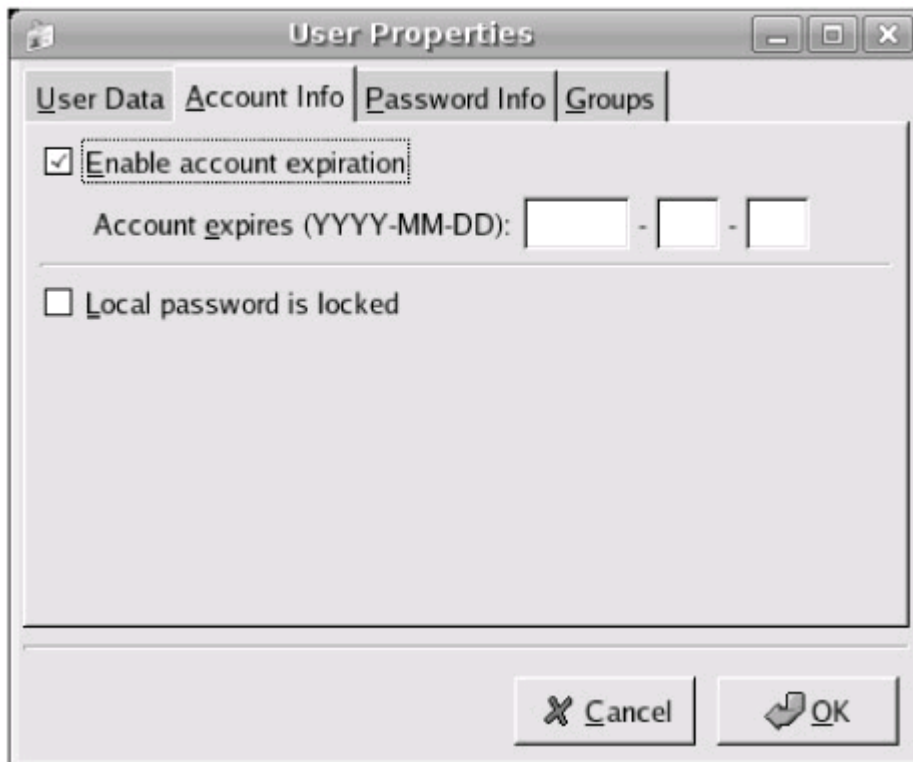 User Properties
User Data Account Info Password Info Groups
Enable account expiration
Account expires (YYYY-MM-DD): - -
Local password is locked
Cancel OK